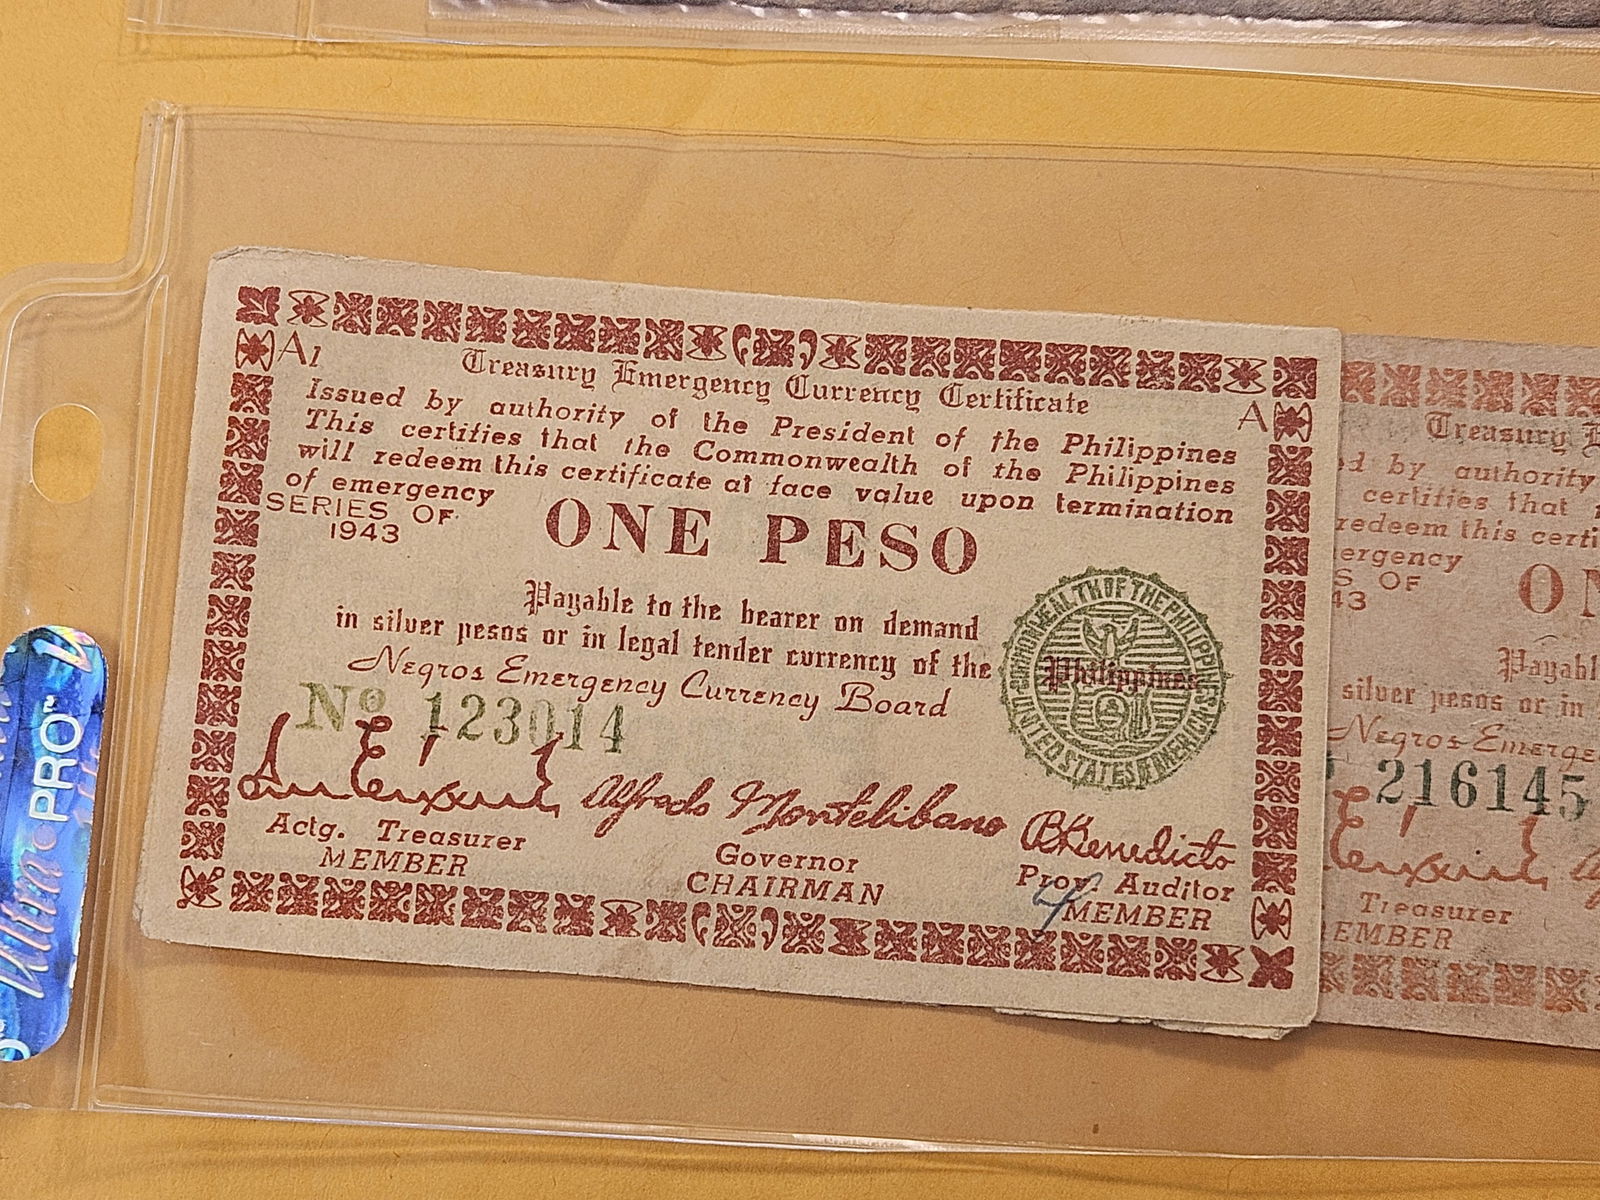 A1
Treasury Emergency Currency Certificate
A
Issued by authority of the President of the Philippines
This certifies that the Commonwealth of the Philippines
will redeem this certificate at face value upon termination
of emergency
SERIES OF
1943
ONE PESO
Payable to the bearer on demand
in silver pesos or in legal tender currency of the
Philippines
Negros Emergency Currency Board
COMMONWEALTH OF THE PHILIPPINES
UNITED STATES OF AMERICA
Nº 123014
Alfredo Montelibano
B Benedicto
Actg. Treasurer
MEMBER
Governor
CHAIRMAN
Prov. Auditor
MEMBER
Treasury
by authority
certifies that
redeem this certi
ergency
S OF
43
ON
Payabl
silver pesos or in
Negros Emerge
216145
Treasurer
EMBER
Ultra PRO™